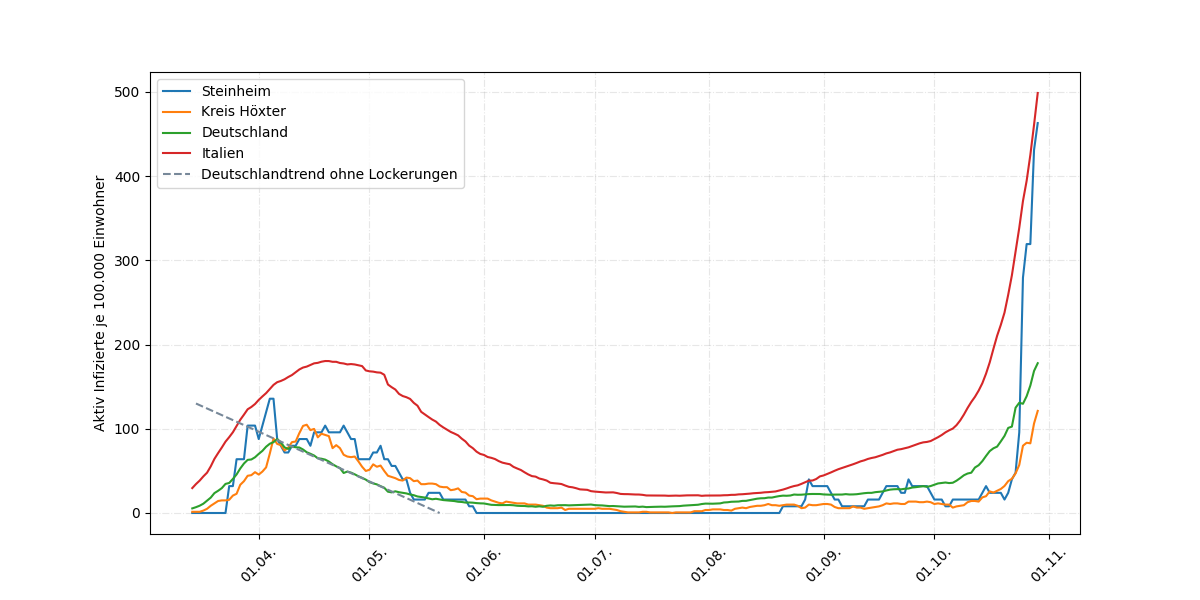 Steinheim
Kreis Höxter
Deutschland
Italien
Deutschlandtrend ohne Lockerungen
Aktiv Infizierte je 100.000 Einwohner
500
400
300
200
100
0
01.04.
01.05.
01.06.
01.07.
01.08.
01.09.
01.10.
01.11.